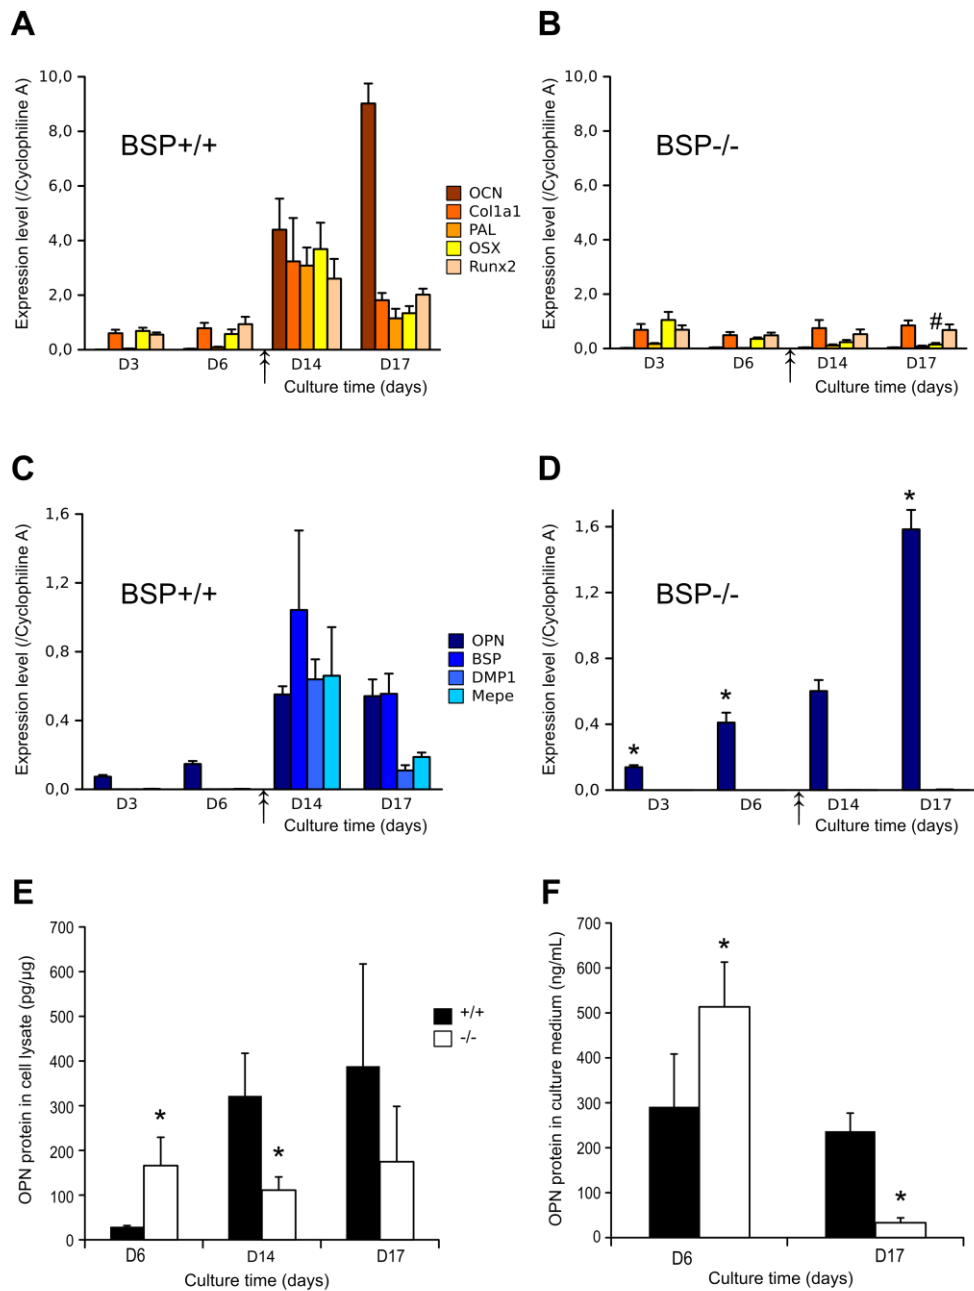 A
Expression level (/Cyclophiline A)
10,0
8,0
6,0
4,0
2,0
0,0
BSP+/+
D3
D6
D14
D17
Culture time (days)
OCN
Col1a1
PAL
OSX
Runx2
B
Expression level (/Cyclophiline A)
10,0
8,0
6,0
4,0
2,0
0,0
BSP-/-
#
D3
D6
D14
D17
Culture time (days)
C
Expression level (/Cyclophiline A)
1,6
1,2
0,8
0,4
0,0
BSP+/+
D3
D6
D14
D17
Culture time (days)
OPN
BSP
DMP1
Mepe
D
Expression level (/Cyclophiline A)
1,6
1,2
0,8
0,4
0,0
BSP-/-
*
*
*
D3
D6
D14
D17
Culture time (days)
E
OPN protein in cell lysate (pg/µg)
700
600
500
400
300
200
100
0
*
*
D6
D14
D17
Culture time (days)
+/+
-/-
F
OPN protein in culture medium (ng/mL)
700
600
500
400
300
200
100
0
*
*
D6
D17
Culture time (days)